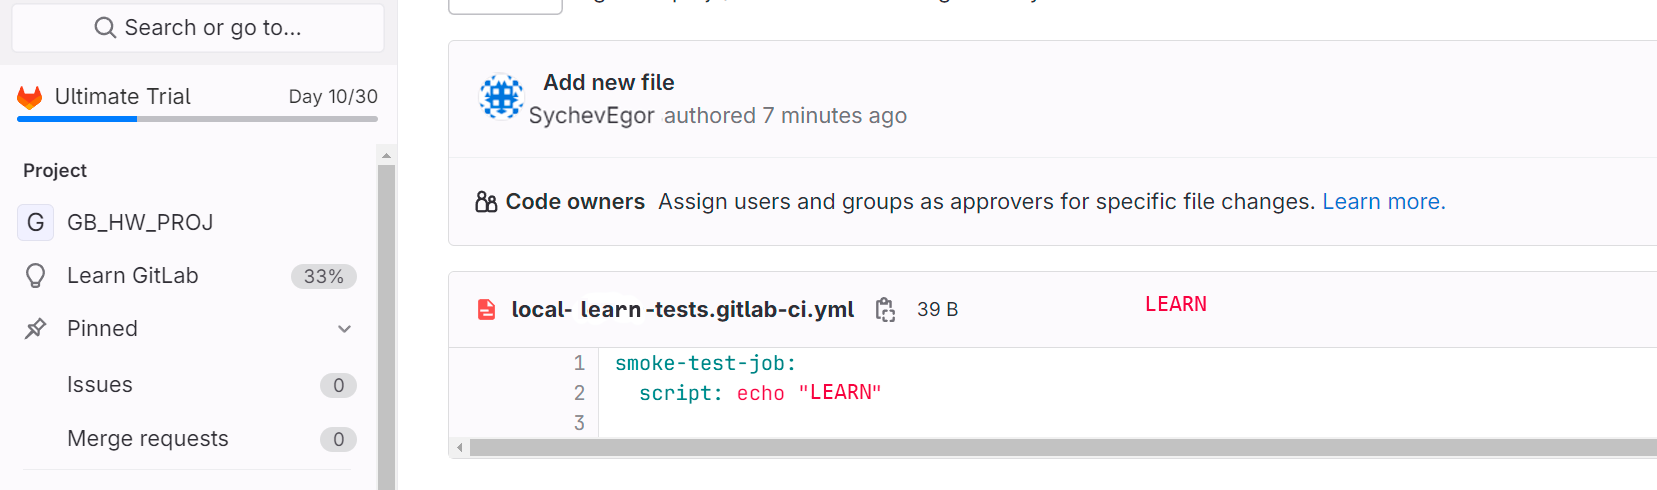 Search or go to...
Ultimate Trial
Day 10/30
Project
G GB_HW_PROJ
Learn GitLab 33%
Pinned
Issues 0
Merge requests 0
Add new file
SychevEgor authored 7 minutes ago
Code owners Assign users and groups as approvers for specific file changes. Learn more.
local- learn -tests.gitlab-ci.yml 39 B
LEARN
1 smoke-test-job:
2 script: echo "LEARN"
3